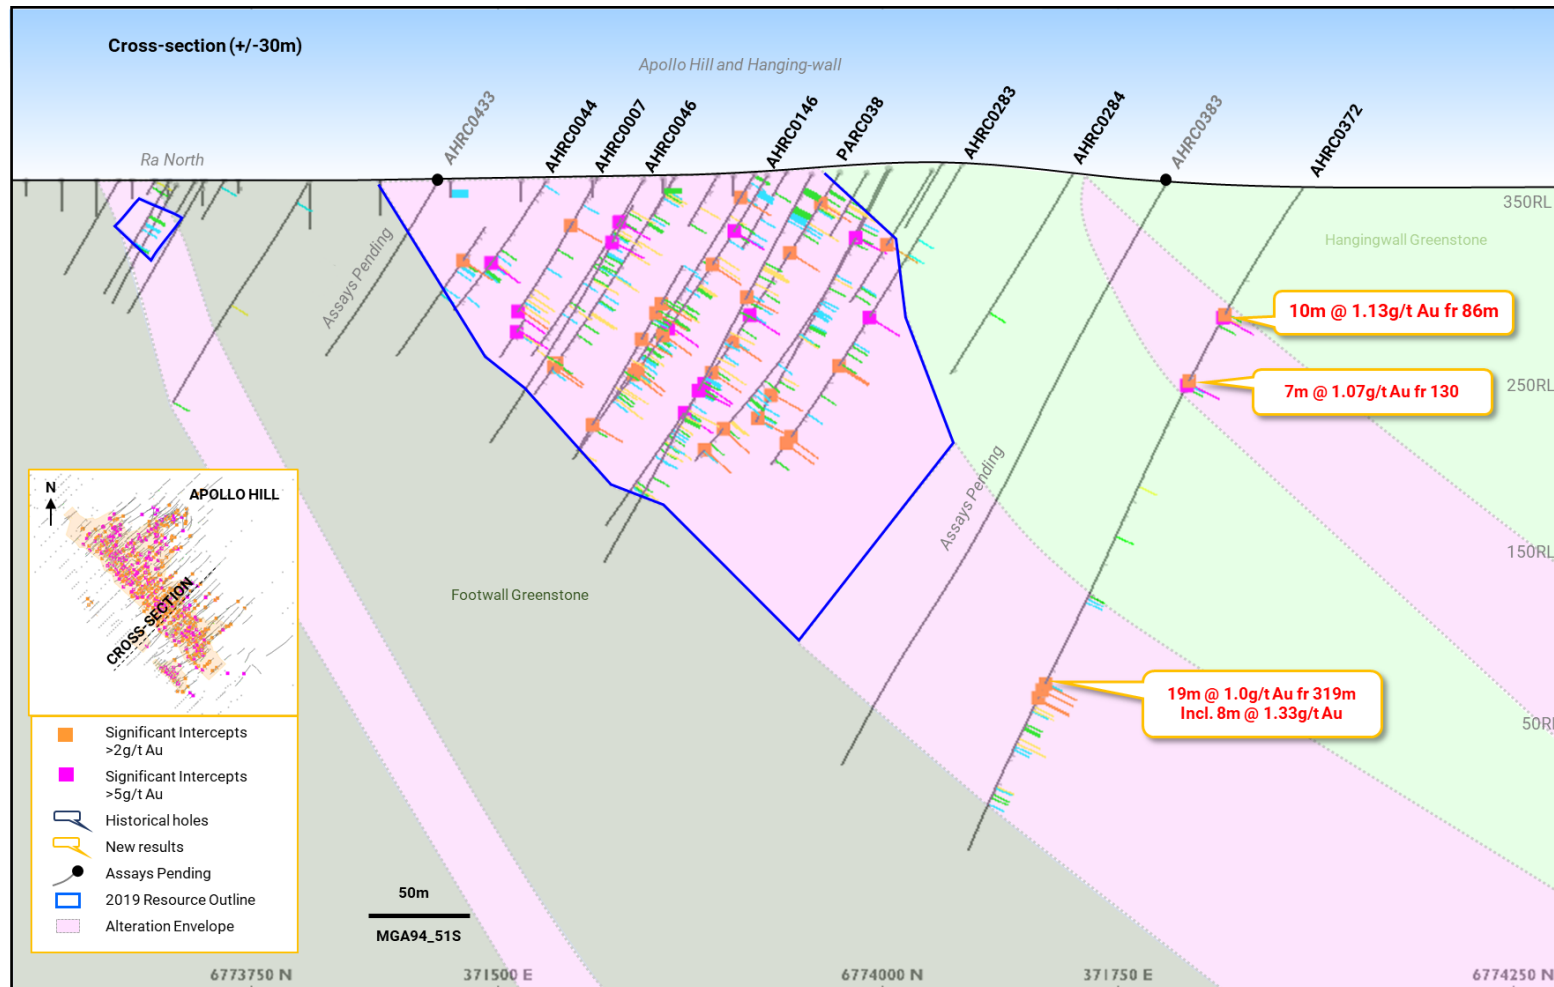 Cross-section (+/-30m)
Apollo Hill and Hanging-wall
Ra North
AHRC0433
AHRC0044
AHRC0007
AHRC0046
AHRC0146
PARC038
AHRC0283
AHRC0284
AHRC0383
AHRC0372
350RL
Hangingwall Greenstone
Assays Pending
10m @ 1.13g/t Au fr 86m
250RL
7m @ 1.07g/t Au fr 130
Assays Pending
150RL
Footwall Greenstone
19m @ 1.0g/t Au fr 319m
Incl. 8m @ 1.33g/t Au
50RL
N
APOLLO HILL
CROSS-SECTION
Significant Intercepts
>2g/t Au
Significant Intercepts
>5g/t Au
Historical holes
New results
Assays Pending
2019 Resource Outline
Alteration Envelope
50m
MGA94_51S
6773750 N
371500 E
6774000 N
371750 E
6774250 N